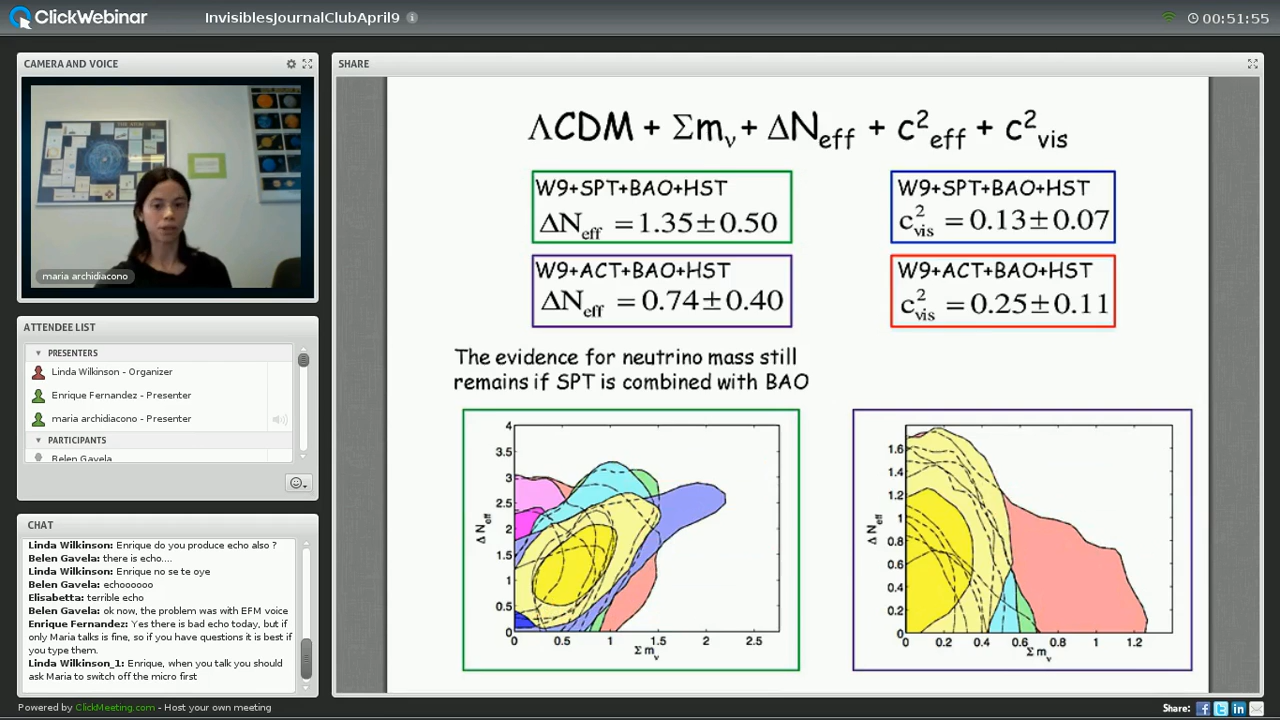 ClickWebinar
InvisiblesJournalClubApril9
00:51:55
CAMERA AND VOICE
maria archidiacono
ATTENDEE LIST
PRESENTERS
Linda Wilkinson - Organizer
Enrique Fernandez - Presenter
maria archidiacono - Presenter
PARTICIPANTS
Belen Gavela
CHAT
Linda Wilkinson: Enrique do you produce echo also ?
Belen Gavela: there is echo....
Linda Wilkinson: Enrique no se te oye
Belen Gavela: echoooooo
Elisabetta: terrible echo
Belen Gavela: ok now, the problem was with EFM voice
Enrique Fernandez: Yes there is bad echo today, but if
only Maria talks is fine, so if you have questions it is best if
you type them.
Linda Wilkinson_1: Enrique, when you talk you should
ask Maria to switch off the micro first
SHARE
ΛCDM + Σmν + ΔNeff + c²eff + c²vis
W9+SPT+BAO+HST
ΔNeff = 1.35±0.50
W9+SPT+BAO+HST
c²vis = 0.13±0.07
W9+ACT+BAO+HST
ΔNeff = 0.74±0.40
W9+ACT+BAO+HST
c²vis = 0.25±0.11
The evidence for neutrino mass still
remains if SPT is combined with BAO
4
3.5
3
2.5
2
1.5
1
0.5
0
Δ Neff
0 0.5 1 1.5 2 2.5
Σ mν
1.6
1.4
1.2
1
0.8
0.6
0.4
0.2
0
Δ Neff
0 0.2 0.4 0.6 0.8 1 1.2
Σ mν
Powered by ClickMeeting.com - Host your own meeting
Share: